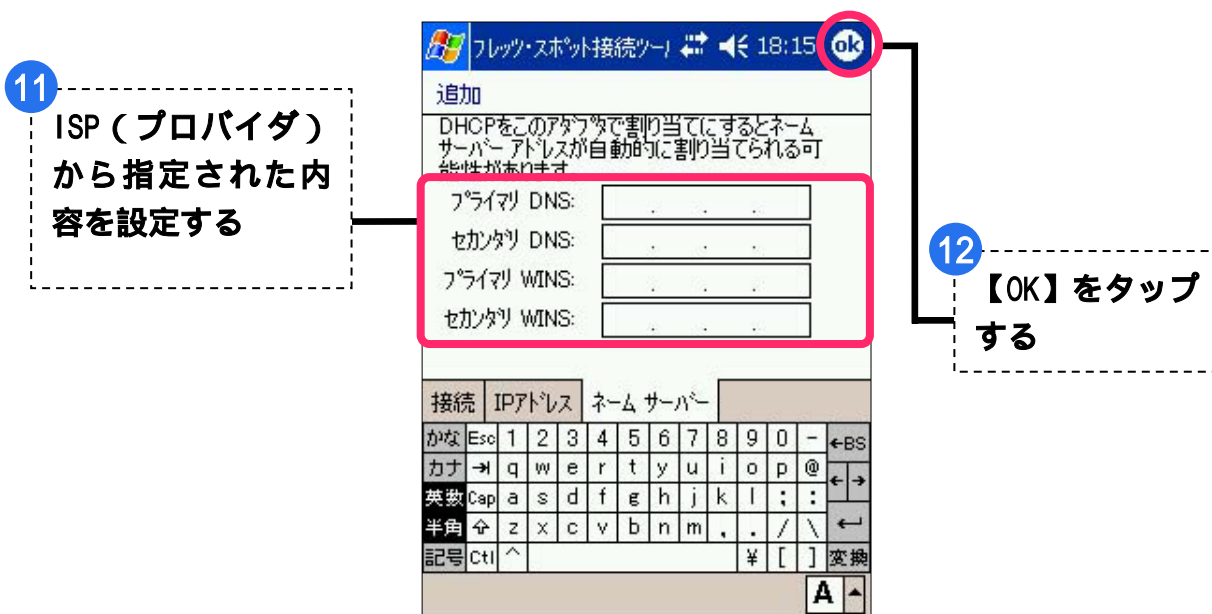 フレッツ・スポット接続ツー 18:15 ok
11
ISP（プロバイダ）
から指定された内
容を設定する
追加
DHCPをこのアダプタで割り当てにするとネーム
サーバー アドレスが自動的に割り当てられる可
能性があります
プライマリ DNS: . . .
セカンダリ DNS: . . .
プライマリ WINS: . . .
セカンダリ WINS: . . .
12
【OK】をタップ
する
接続 IPアドレス ネーム サーバー
かな Esc 1 2 3 4 5 6 7 8 9 0 - ←BS
カナ →| q w e r t y u i o p @ ← →
英数 Cap a s d f g h j k l ; :
半角 ⇧ z x c v b n m , . / \ ↵
記号 Ctl ^ ¥ [ ] 変換
A ▲